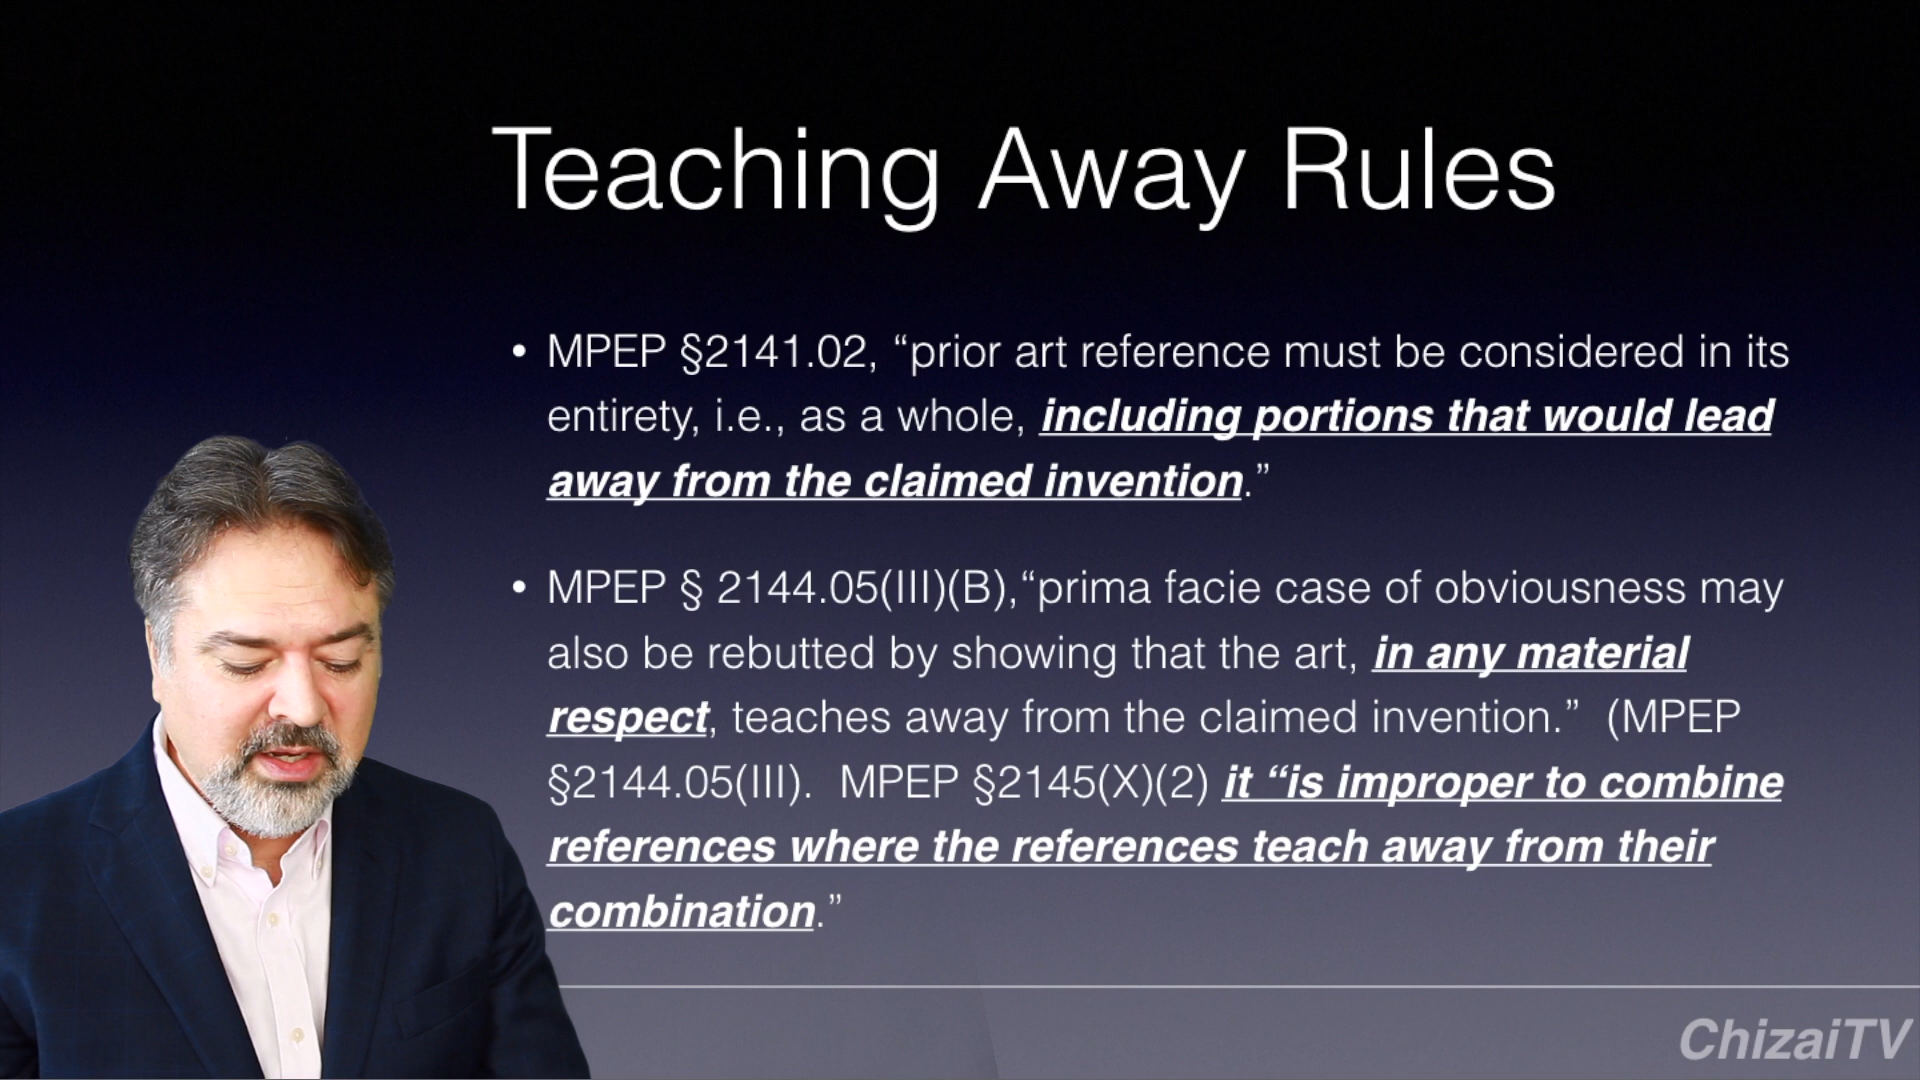 Teaching Away Rules
• MPEP §2141.02, “prior art reference must be considered in its
entirety, i.e., as a whole, including portions that would lead
away from the claimed invention.”
• MPEP § 2144.05(III)(B),“prima facie case of obviousness may
also be rebutted by showing that the art, in any material
respect, teaches away from the claimed invention.” (MPEP
§2144.05(III). MPEP §2145(X)(2) it “is improper to combine
references where the references teach away from their
combination.”
ChizaiTV